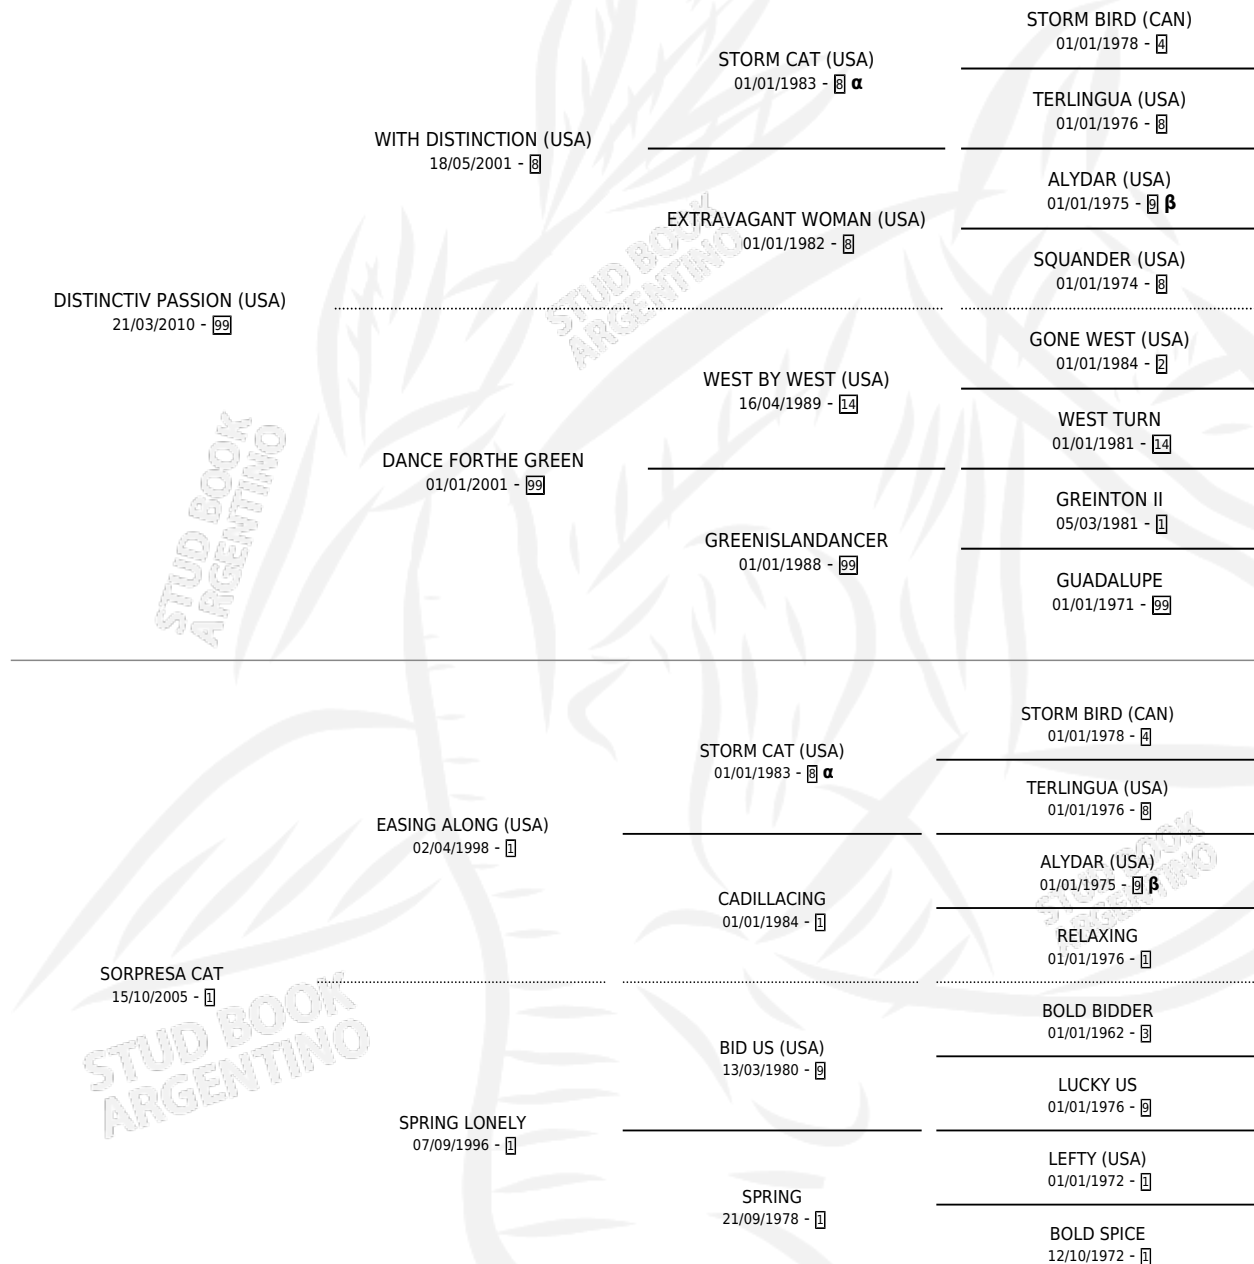 STORM BIRD (CAN)
01/01/1978 - 4
STORM CAT (USA)
01/01/1983 - 8 α
TERLINGUA (USA)
01/01/1976 - 8
WITH DISTINCTION (USA)
18/05/2001 - 8
ALYDAR (USA)
01/01/1975 - 9 β
EXTRAVAGANT WOMAN (USA)
01/01/1982 - 8
SQUANDER (USA)
01/01/1974 - 8
DISTINCTIV PASSION (USA)
21/03/2010 - 99
GONE WEST (USA)
01/01/1984 - 2
WEST BY WEST (USA)
16/04/1989 - 14
WEST TURN
01/01/1981 - 14
DANCE FORTHE GREEN
01/01/2001 - 99
GREINTON II
05/03/1981 - 1
GREENISLANDANCER
01/01/1988 - 99
GUADALUPE
01/01/1971 - 99
STORM BIRD (CAN)
01/01/1978 - 4
STORM CAT (USA)
01/01/1983 - 8 α
TERLINGUA (USA)
01/01/1976 - 8
EASING ALONG (USA)
02/04/1998 - 1
ALYDAR (USA)
01/01/1975 - 9 β
CADILLACING
01/01/1984 - 1
RELAXING
01/01/1976 - 1
SORPRESA CAT
15/10/2005 - 1
BOLD BIDDER
01/01/1962 - 3
BID US (USA)
13/03/1980 - 9
LUCKY US
01/01/1976 - 9
SPRING LONELY
07/09/1996 - 1
LEFTY (USA)
01/01/1972 - 1
SPRING
21/09/1978 - 1
BOLD SPICE
12/10/1972 - 1
STUD BOOK
ARGENTINO
STUD BOOK
ARGENTINO
STUD BOOK
ARGENTINO
STUD BOOK
ARGENTINO